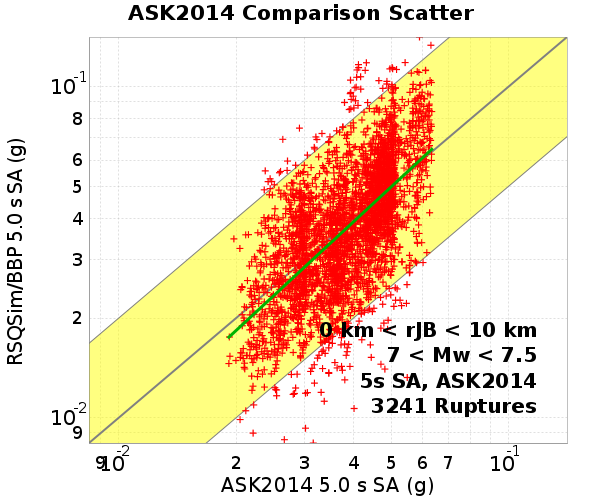 ASK2014 Comparison Scatter
RSQSim/BBP 5.0 s SA (g)
10⁻¹
8
6
5
4
3
2
10⁻²
9
0 km < rJB < 10 km
7 < Mw < 7.5
5s SA, ASK2014
3241 Ruptures
9 10⁻² 2 3 4 5 6 7 10⁻¹
ASK2014 5.0 s SA (g)